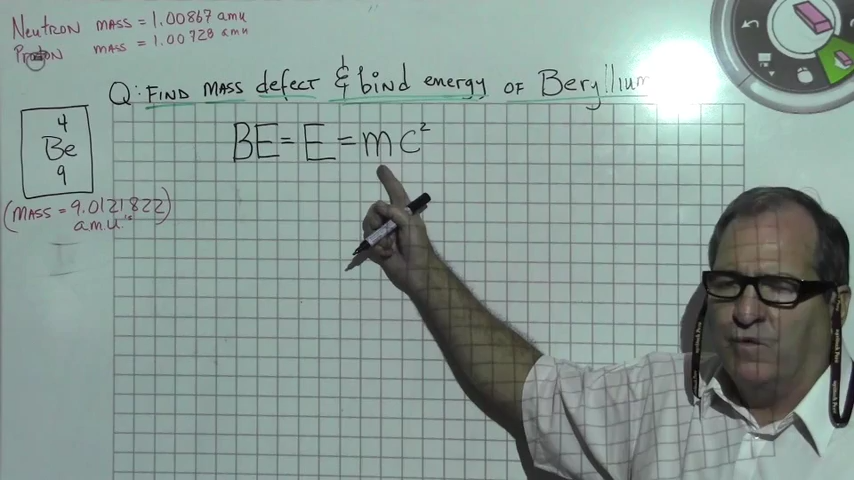 Neutron mass = 1.00867 amu
Proton mass = 1.00728 amu
Q: Find mass defect & bind energy of Beryllium
4
Be
9
BE = E = mc²
(mass = 9.0121822)
a.m.u.'s